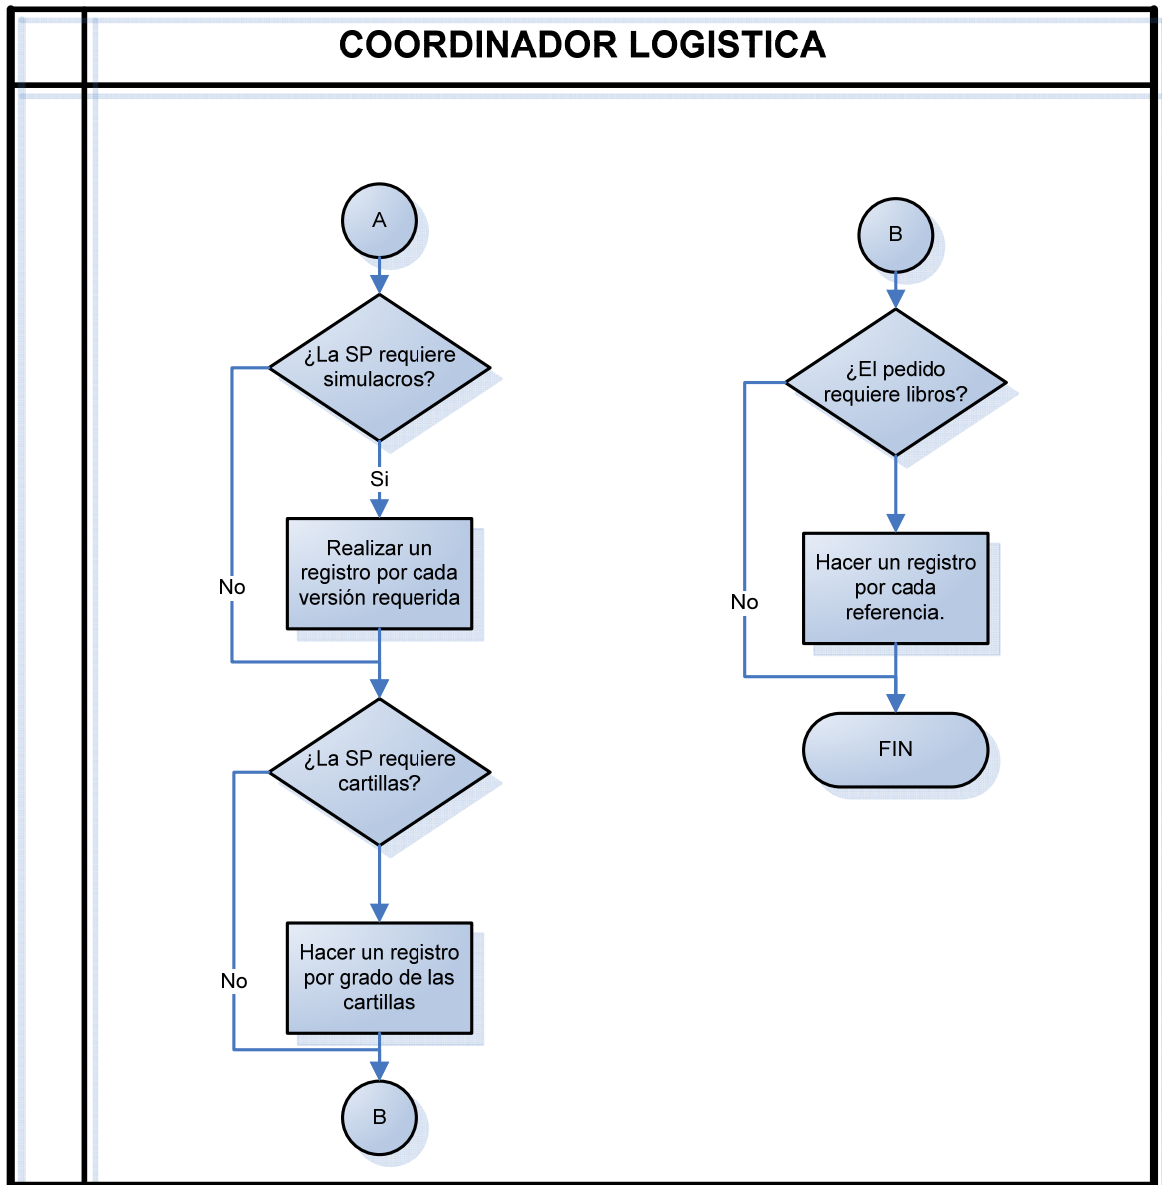 COORDINADOR LOGISTICA
A
¿La SP requiere
simulacros?
Si
Realizar un
registro por cada
versión requerida
No
¿La SP requiere
cartillas?
Hacer un registro
por grado de las
cartillas
No
B
B
¿El pedido
requiere libros?
Hacer un registro
por cada
referencia.
No
FIN